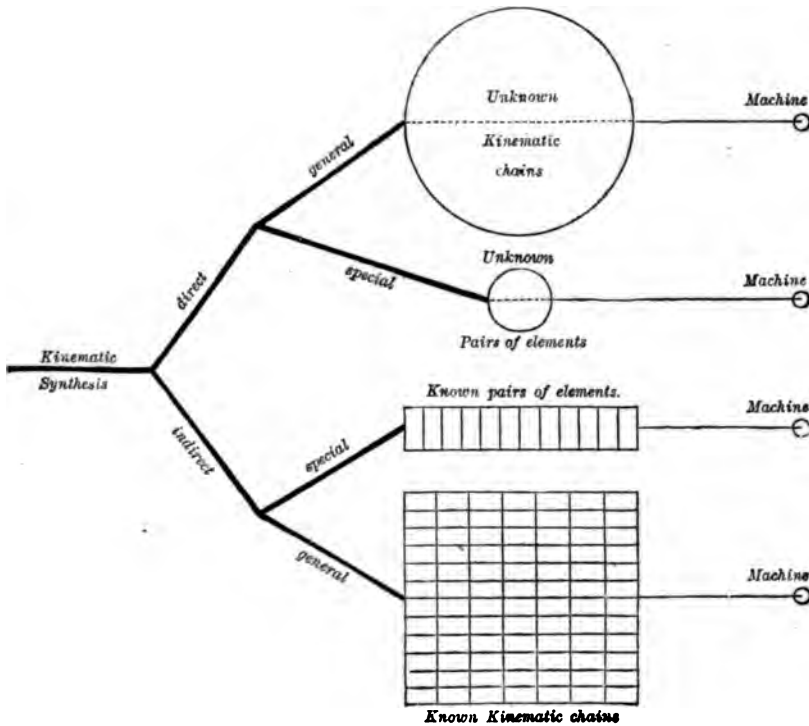 Unknown
Machine
Kinematic
chains
general
Unknown
special
Machine
direct
Pairs of elements
Kinematic
Synthesis
Known pairs of elements.
Machine
indirect
special
general
Machine
Known Kinematic chains